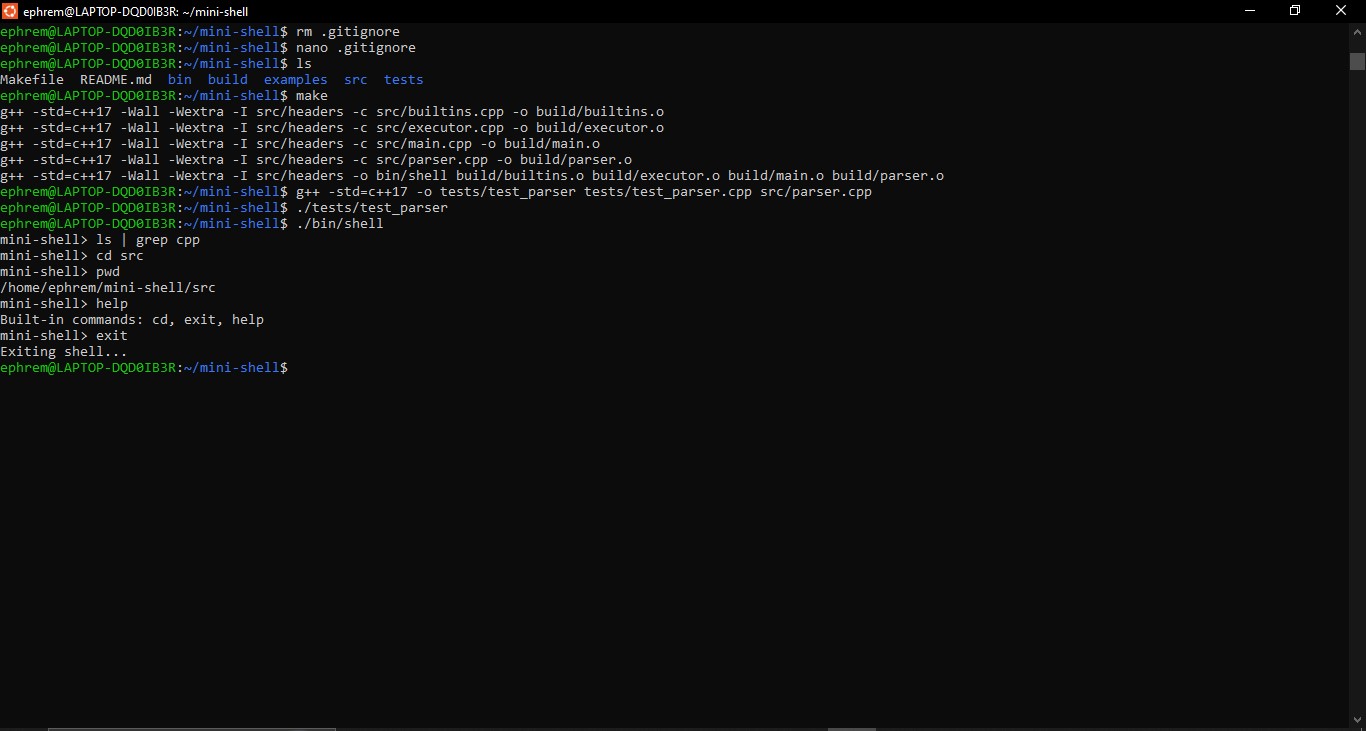 ephrem@LAPTOP-DQD0IB3R: ~/mini-shell
ephrem@LAPTOP-DQD0IB3R:~/mini-shell$ rm .gitignore
ephrem@LAPTOP-DQD0IB3R:~/mini-shell$ nano .gitignore
ephrem@LAPTOP-DQD0IB3R:~/mini-shell$ ls
Makefile  README.md  bin  build  examples  src  tests
ephrem@LAPTOP-DQD0IB3R:~/mini-shell$ make
g++ -std=c++17 -Wall -Wextra -I src/headers -c src/builtins.cpp -o build/builtins.o
g++ -std=c++17 -Wall -Wextra -I src/headers -c src/executor.cpp -o build/executor.o
g++ -std=c++17 -Wall -Wextra -I src/headers -c src/main.cpp -o build/main.o
g++ -std=c++17 -Wall -Wextra -I src/headers -c src/parser.cpp -o build/parser.o
g++ -std=c++17 -Wall -Wextra -I src/headers -o bin/shell build/builtins.o build/executor.o build/main.o build/parser.o
ephrem@LAPTOP-DQD0IB3R:~/mini-shell$ g++ -std=c++17 -o tests/test_parser tests/test_parser.cpp src/parser.cpp
ephrem@LAPTOP-DQD0IB3R:~/mini-shell$ ./tests/test_parser
ephrem@LAPTOP-DQD0IB3R:~/mini-shell$ ./bin/shell
mini-shell> ls | grep cpp
mini-shell> cd src
mini-shell> pwd
/home/ephrem/mini-shell/src
mini-shell> help
Built-in commands: cd, exit, help
mini-shell> exit
Exiting shell...
ephrem@LAPTOP-DQD0IB3R:~/mini-shell$